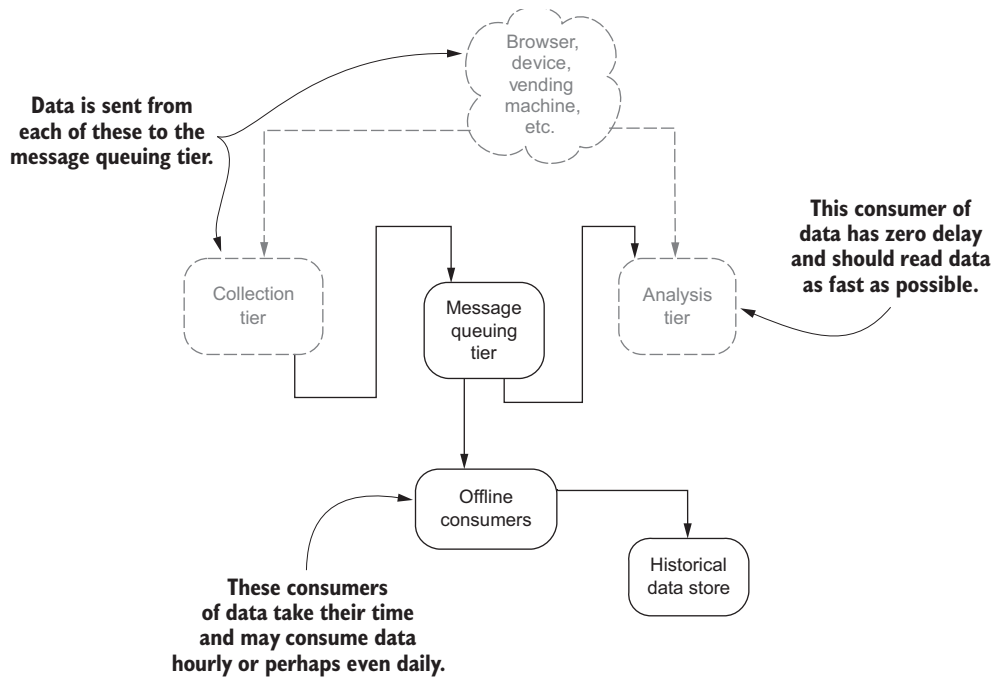 Browser,
device,
vending
machine,
etc.
Data is sent from
each of these to the
message queuing tier.
This consumer of
data has zero delay
and should read data
as fast as possible.
Collection
tier
Message
queuing
tier
Analysis
tier
Offline
consumers
Historical
data store
These consumers
of data take their time
and may consume data
hourly or perhaps even daily.